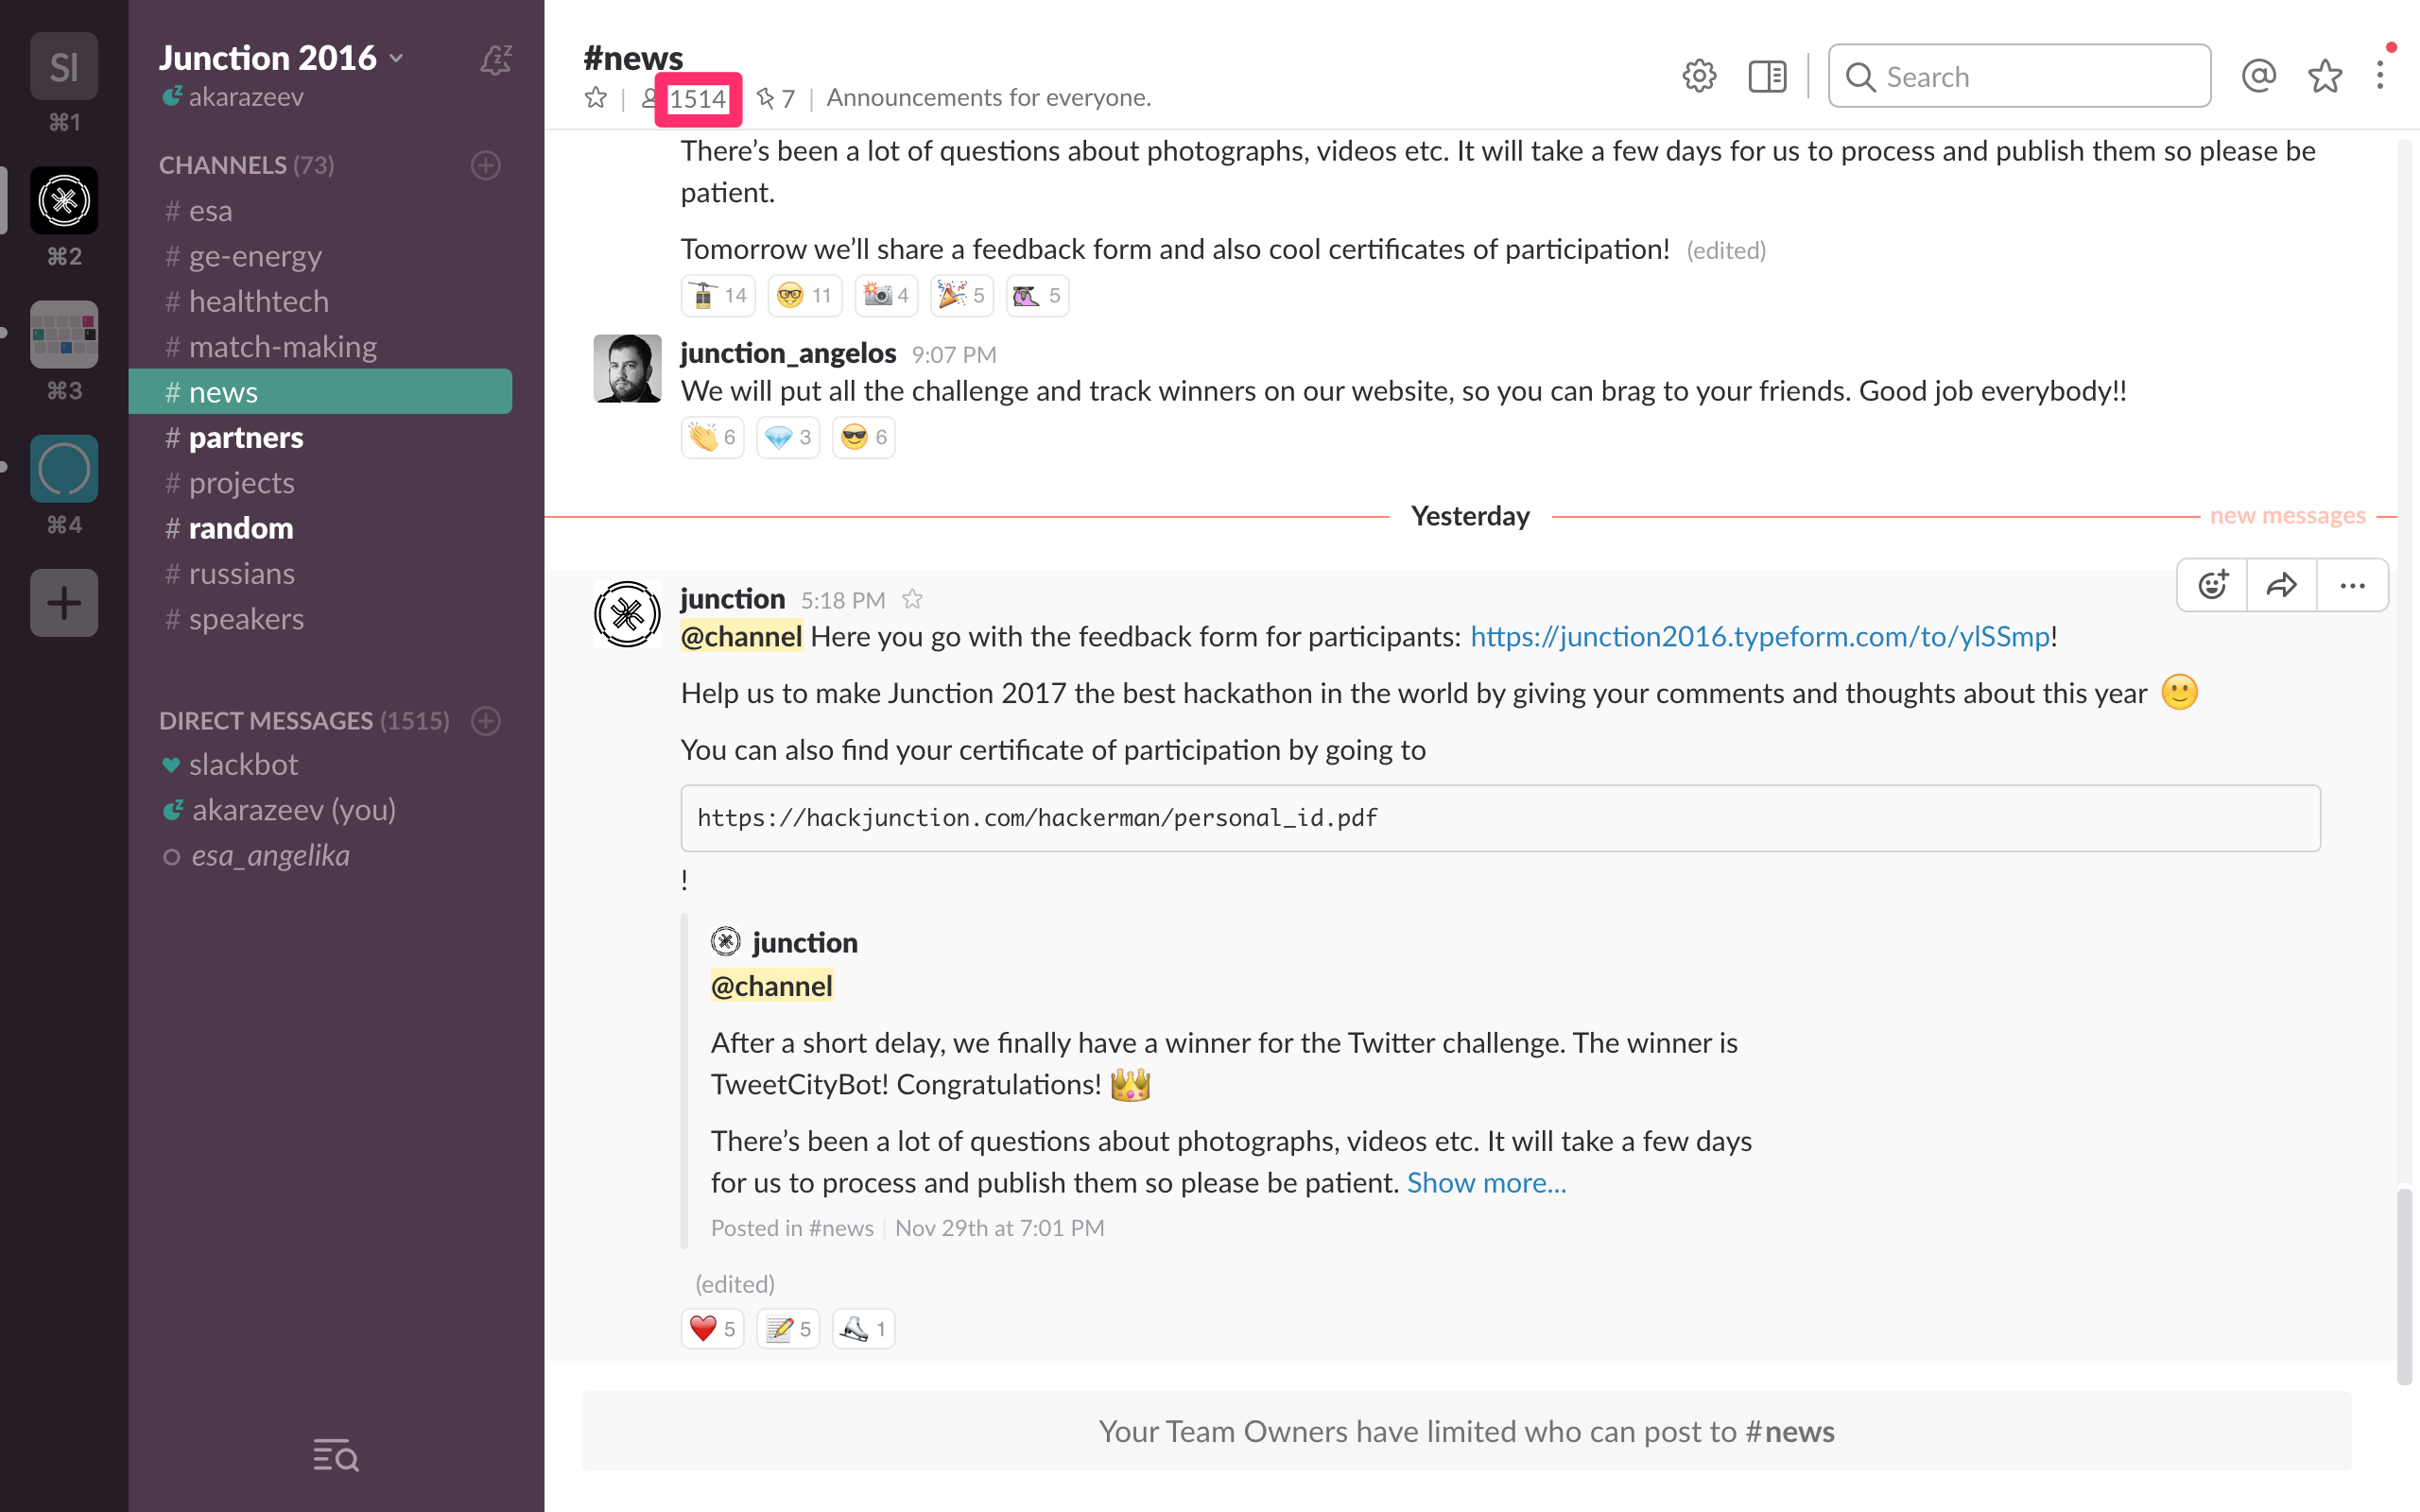 SI
⌘1
⌘2
⌘3
⌘4
Junction 2016
akarazeev
CHANNELS (73)
# esa
# ge-energy
# healthtech
# match-making
# news
# partners
# projects
# random
# russians
# speakers
DIRECT MESSAGES (1515)
slackbot
akarazeev (you)
esa_angelika
#news
1514
7
Announcements for everyone.
Search
There’s been a lot of questions about photographs, videos etc. It will take a few days for us to process and publish them so please be
patient.
Tomorrow we’ll share a feedback form and also cool certificates of participation! (edited)
14 11 4 5 5
junction_angelos 9:07 PM
We will put all the challenge and track winners on our website, so you can brag to your friends. Good job everybody!!
6 3 6
Yesterday
new messages
junction 5:18 PM
@channel Here you go with the feedback form for participants: https://junction2016.typeform.com/to/ylSSmp!
Help us to make Junction 2017 the best hackathon in the world by giving your comments and thoughts about this year
You can also find your certificate of participation by going to
https://hackjunction.com/hackerman/personal_id.pdf
!
junction
@channel
After a short delay, we finally have a winner for the Twitter challenge. The winner is
TweetCityBot! Congratulations!
There’s been a lot of questions about photographs, videos etc. It will take a few days
for us to process and publish them so please be patient. Show more...
Posted in #news | Nov 29th at 7:01 PM
(edited)
5 5 1
Your Team Owners have limited who can post to #news